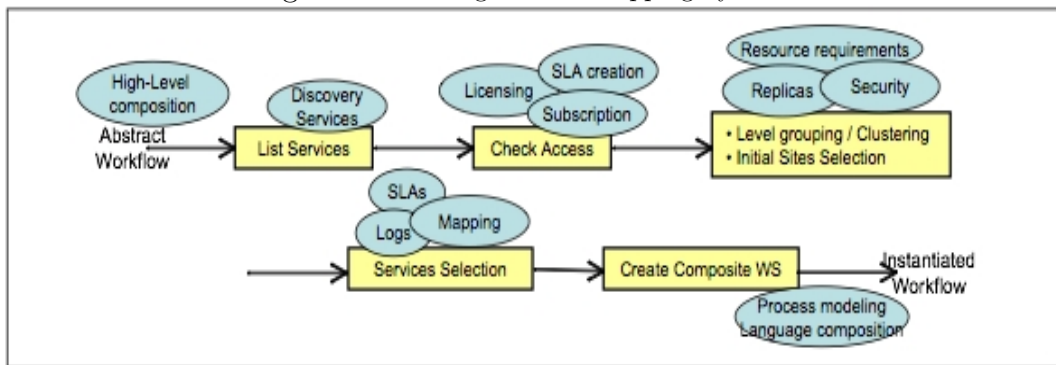 High-Level
composition
Abstract
Workflow
Discovery
Services
List Services
Licensing
SLA creation
Subscription
Check Access
Resource requirements
Replicas
Security
• Level grouping / Clustering
• Initial Sites Selection
SLAs
Logs
Mapping
Services Selection
Create Composite WS
Instantiated
Workflow
Process modeling
Language composition